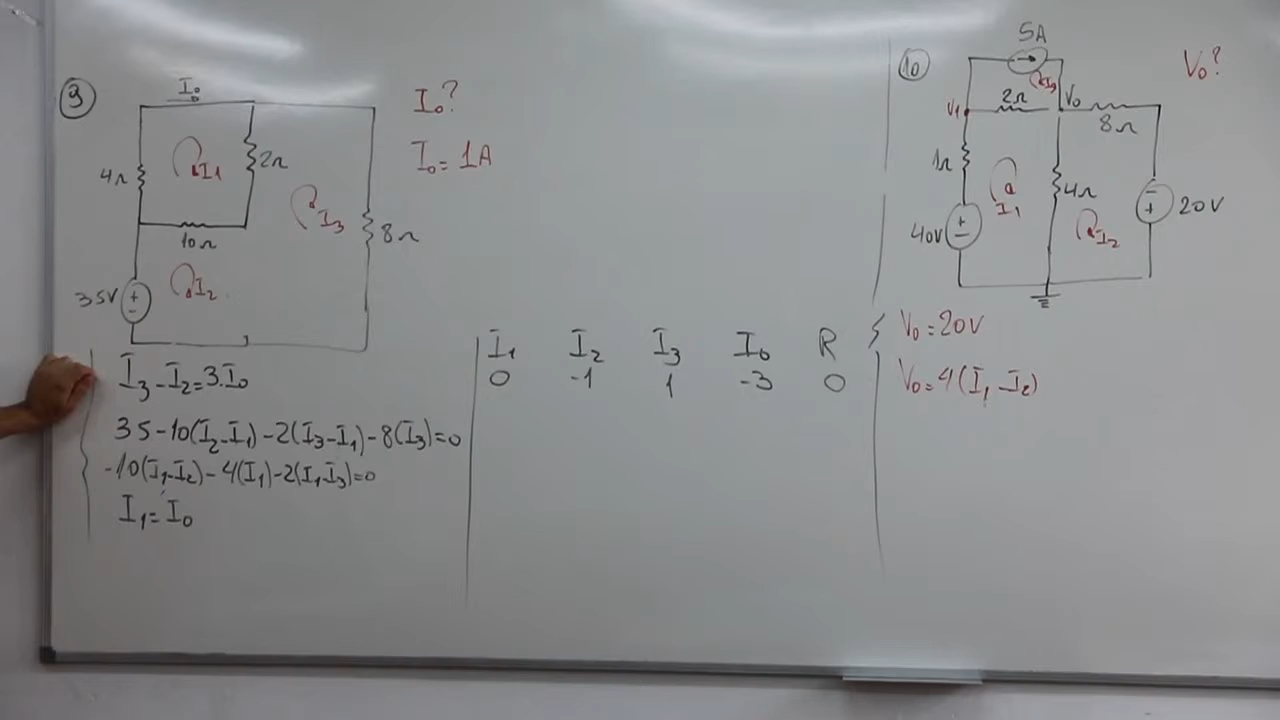 9
I₀
I₀?
I₀ = 1A
4Ω
I₁
2Ω
I₃
10Ω
8Ω
I₂
35V
+
-
I₃ - I₂ = 3.I₀
35 - 10(I₂ - I₁) - 2(I₃ - I₁) - 8(I₃) = 0
-10(I₁ - I₂) - 4(I₁) - 2(I₁ - I₃) = 0
I₁ = I₀
I₁ I₂ I₃ I₀ R
0 -1 1 -3 0
10
5A
V₀?
I₃
V₁
2Ω
V₀
8Ω
1Ω
I₁
4Ω
I₂
40V
+
-
-
+
20V
V₀ = 20V
V₀ = 4(I₁ - I₂)